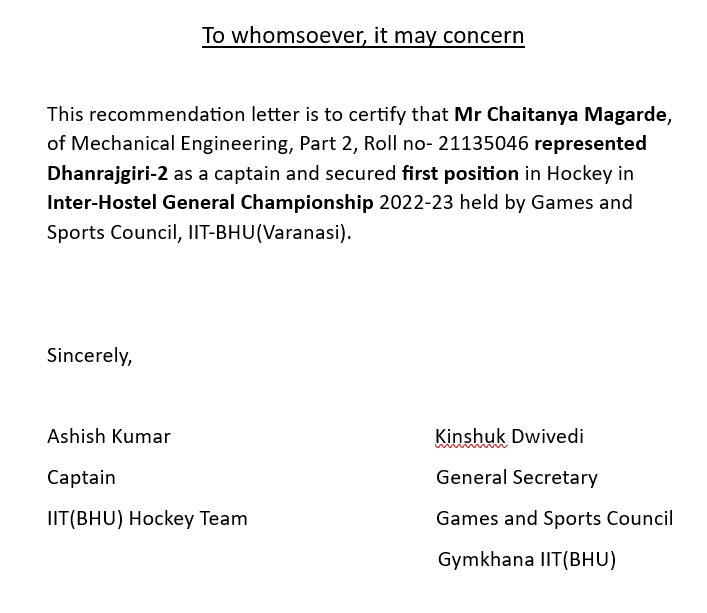 To whomsoever, it may concern
This recommendation letter is to certify that Mr Chaitanya Magarde,
of Mechanical Engineering, Part 2, Roll no- 21135046 represented
Dhanrajgiri-2 as a captain and secured first position in Hockey in
Inter-Hostel General Championship 2022-23 held by Games and
Sports Council, IIT-BHU(Varanasi).
Sincerely,
Ashish Kumar Kinshuk Dwivedi
Captain General Secretary
IIT(BHU) Hockey Team Games and Sports Council
Gymkhana IIT(BHU)